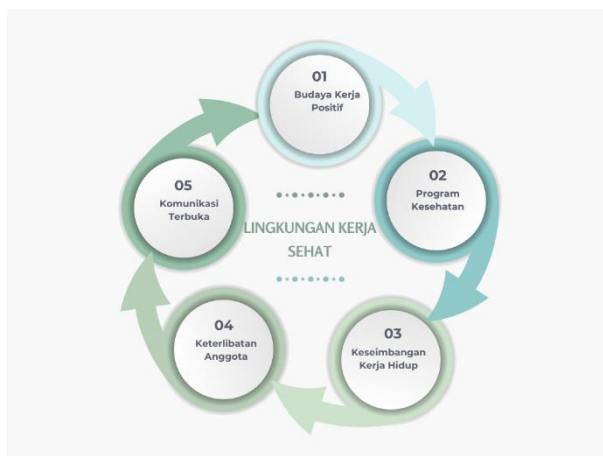 01
Budaya Kerja
Positif
02
Program
Kesehatan
03
Keseimbangan
Kerja Hidup
04
Keterlibatan
Anggota
05
Komunikasi
Terbuka
LINGKUNGAN KERJA
SEHAT